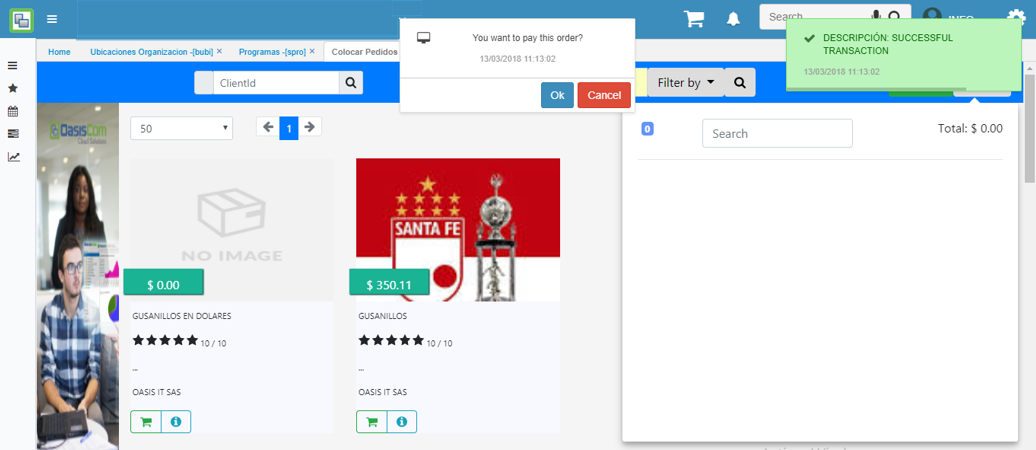 Search
INFO
You want to pay this order?
13/03/2018 11:13:02
Ok
Cancel
DESCRIPCIÓN: SUCCESSFUL
TRANSACTION
13/03/2018 11:13:02
Home
Ubicaciones Organizacion -[bubi] ×
Programas -[spro] ×
Colocar Pedidos
ClientId
Filter by
OasisCom
Cloud Solutions
50
1
0
Search
Total: $ 0.00
NO IMAGE
SANTA FE
$ 0.00
$ 350.11
GUSANILLOS EN DOLARES
GUSANILLOS
10 / 10
10 / 10
...
...
OASIS IT SAS
OASIS IT SAS